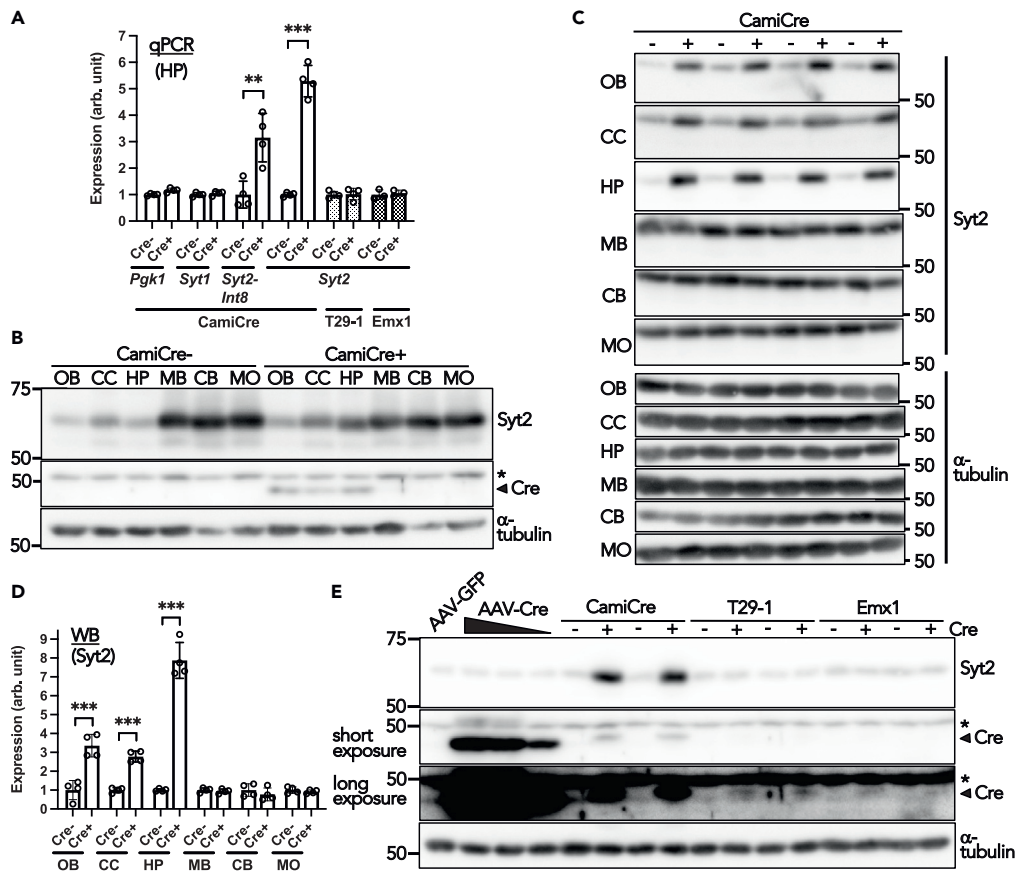 A
qPCR
(HP)
Expression (arb. unit)
7
6
5
4
3
2
1
0
** ***
Cre- Cre+ Cre- Cre+ Cre- Cre+ Cre- Cre+ Cre- Cre+ Cre- Cre+
Pgk1 Syt1 Syt2- Syt2
Int8
CamiCre T29-1 Emx1
B
CamiCre- CamiCre+
OB CC HP MB CB MO OB CC HP MB CB MO
75
Syt2
50
*
50
Cre
α-
tubulin
50
C
CamiCre
- + - + - + - +
OB
50
CC
50
HP
50
MB
50
CB
50
MO
50
Syt2
OB
50
CC
50
HP
50
MB
50
CB
50
MO
50
α-
tubulin
D
WB
(Syt2)
Expression (arb. unit)
9
8
7
6
5
4
3
2
1
0
*** *** ***
Cre- Cre+ Cre- Cre+ Cre- Cre+ Cre- Cre+ Cre- Cre+ Cre- Cre+
OB CC HP MB CB MO
E
AAV-GFP
AAV-Cre CamiCre T29-1 Emx1
- + - + - + - + - + - + Cre
75
Syt2
50
50
*
short
exposure
Cre
50
*
long
exposure
Cre
α-
tubulin
50